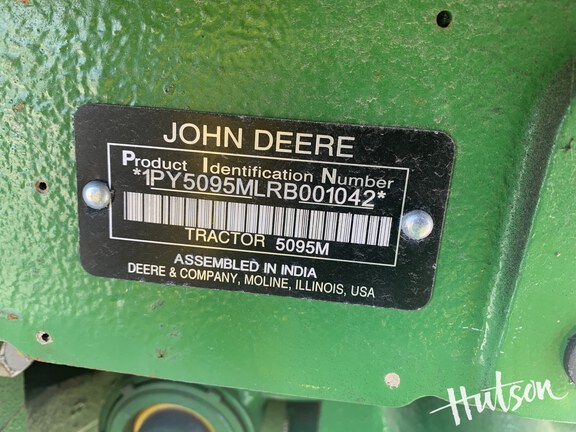 JOHN DEERE
Product Identification Number
*1PY5095MLRB001042*
TRACTOR 5095M
ASSEMBLED IN INDIA
DEERE & COMPANY, MOLINE, ILLINOIS, USA
Hutson